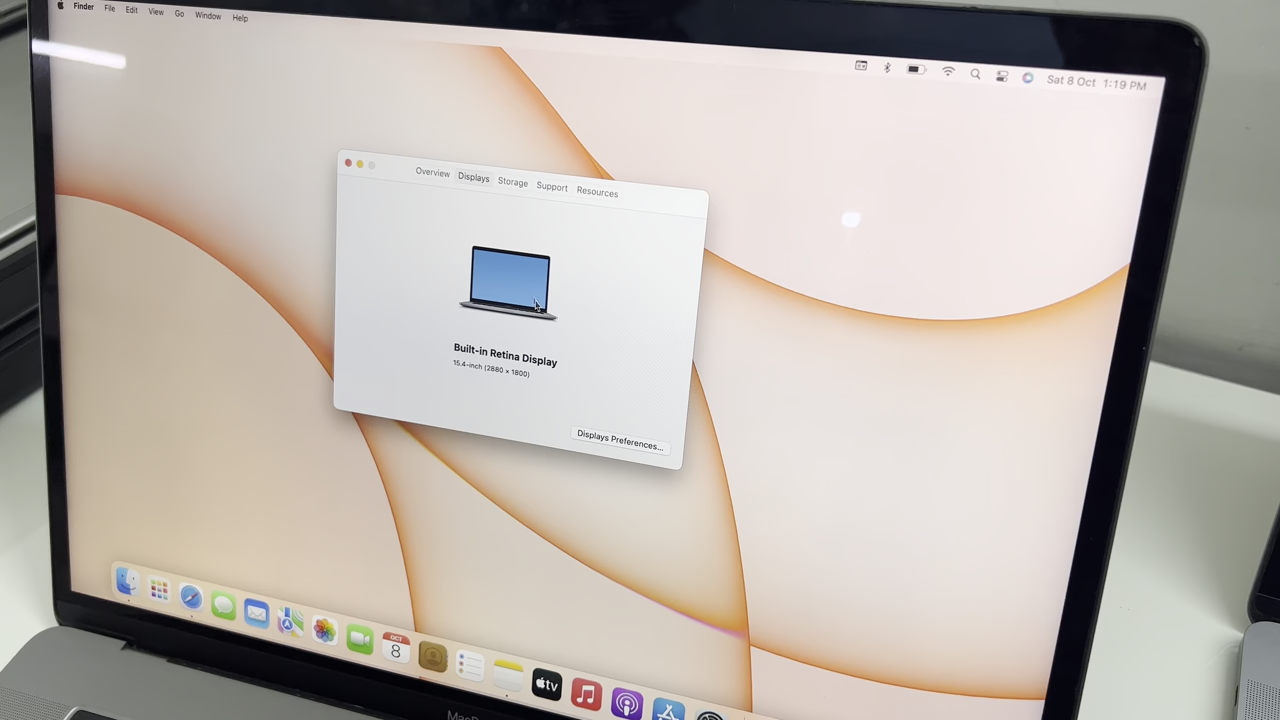 Finder File Edit View Go Window Help
Sat 8 Oct 1:19 PM
Overview Displays Storage Support Resources
Built-in Retina Display
15.4-inch (2880 × 1800)
Displays Preferences...
OCT
8
tv